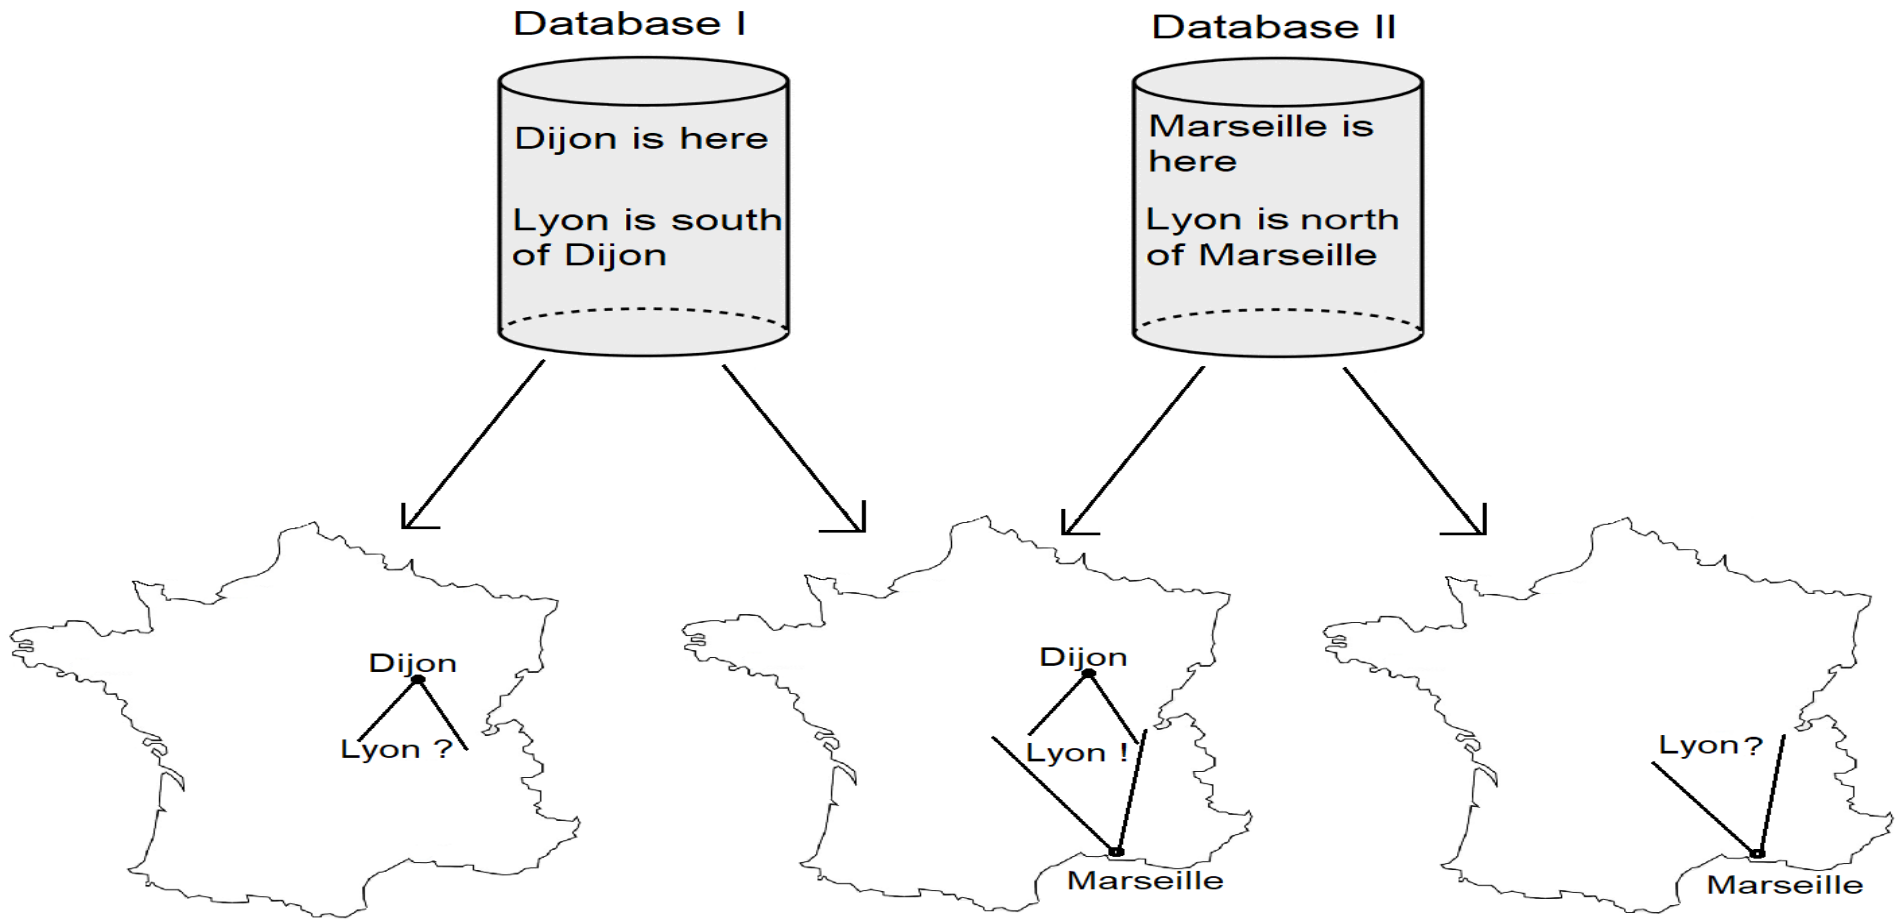 Database I
Database II
Dijon is here
Lyon is south
of Dijon
Marseille is
here
Lyon is north
of Marseille
Dijon
Lyon ?
Dijon
Lyon !
Marseille
Lyon?
Marseille